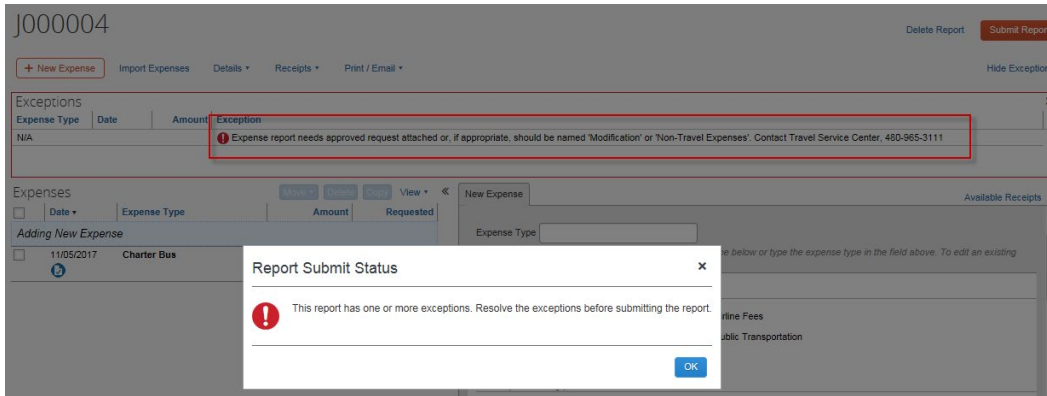 J000004
Delete Report Submit Repor
+ New Expense Import Expenses Details Receipts Print / Email Hide Exception
Exceptions
Expense Type Date Amount Exception
N/A Expense report needs approved request attached or, if appropriate, should be named 'Modification' or 'Non-Travel Expenses'. Contact Travel Service Center, 480-965-3111
Expenses Move Delete Copy View «
Date Expense Type Amount Requested
Adding New Expense
11/05/2017 Charter Bus
New Expense
Available Receipts
Expense Type
e below or type the expense type in the field above. To edit an existing
irline Fees
ublic Transportation
Report Submit Status ×
This report has one or more exceptions. Resolve the exceptions before submitting the report.
OK